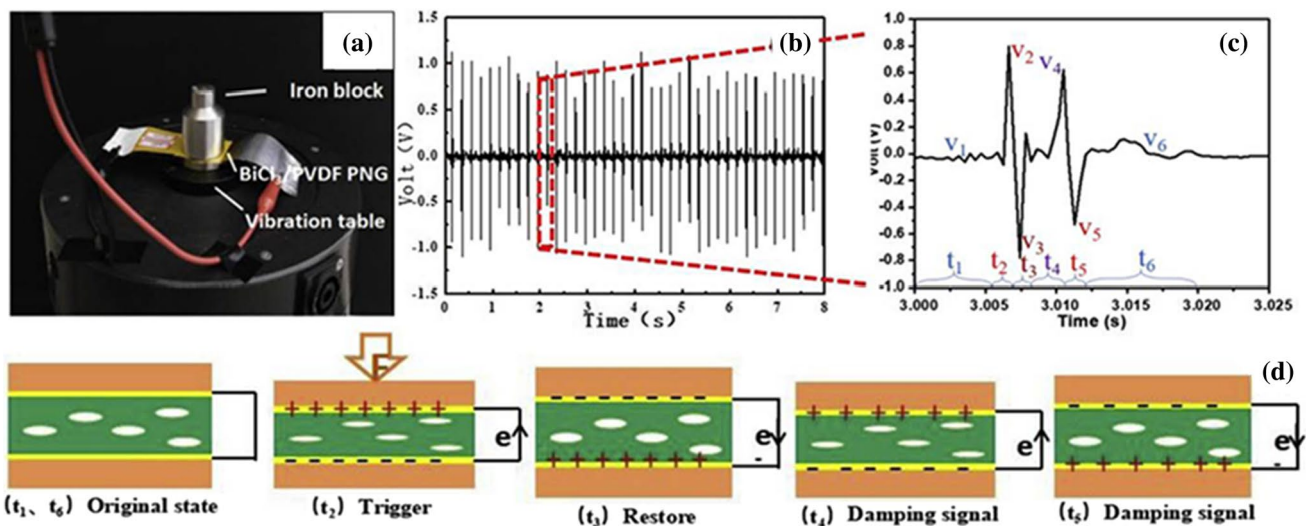 (a)
Iron block
BiCl3/PVDF PNG
Vibration table
(b)
1.5
1.0
0.5
0.0
-0.5
-1.0
-1.5
Volt (V)
0 1 2 3 4 5 6 7 8
Time (s)
(c)
1.0
0.8
0.6
0.4
0.2
0.0
-0.2
-0.4
-0.6
-0.8
-1.0
Volt (V)
V1 V2 V3 V4 V5 V6
t1 t2 t3 t4 t5 t6
3.000 3.005 3.010 3.015 3.020 3.025
Time (s)
(d)
F
+ + + + + + +
- - - - - - - -
e
- - - - - -
+ + + + + + +
e-
+ + + + + +
- - - - - - -
e
- - - - - -
+ + + + + +
e-
(t1、t6) Original state
(t2) Trigger
(t3) Restore
(t4) Damping signal
(t5) Damping signal